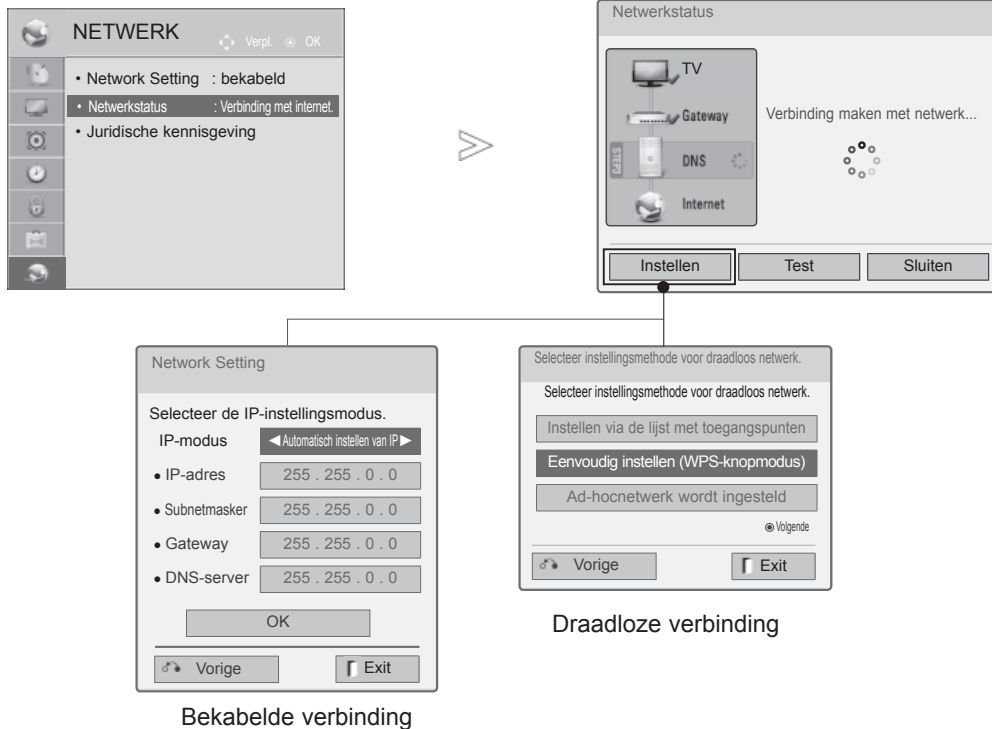 NETWERK
Verpl. OK
• Network Setting : bekabeld
• Netwerkstatus : Verbinding met internet.
• Juridische kennisgeving
Netwerkstatus
TV
Gateway
STEP3
DNS
Internet
Verbinding maken met netwerk...
Instellen
Test
Sluiten
Network Setting
Selecteer de IP-instellingsmodus.
IP-modus ◀ Automatisch instellen van IP ▶
• IP-adres 255 . 255 . 0 . 0
• Subnetmasker 255 . 255 . 0 . 0
• Gateway 255 . 255 . 0 . 0
• DNS-server 255 . 255 . 0 . 0
OK
Vorige
Exit
Bekabelde verbinding
Selecteer instellingsmethode voor draadloos netwerk.
Selecteer instellingsmethode voor draadloos netwerk.
Instellen via de lijst met toegangspunten
Eenvoudig instellen (WPS-knopmodus)
Ad-hocnetwerk wordt ingesteld
Volgende
Vorige
Exit
Draadloze verbinding